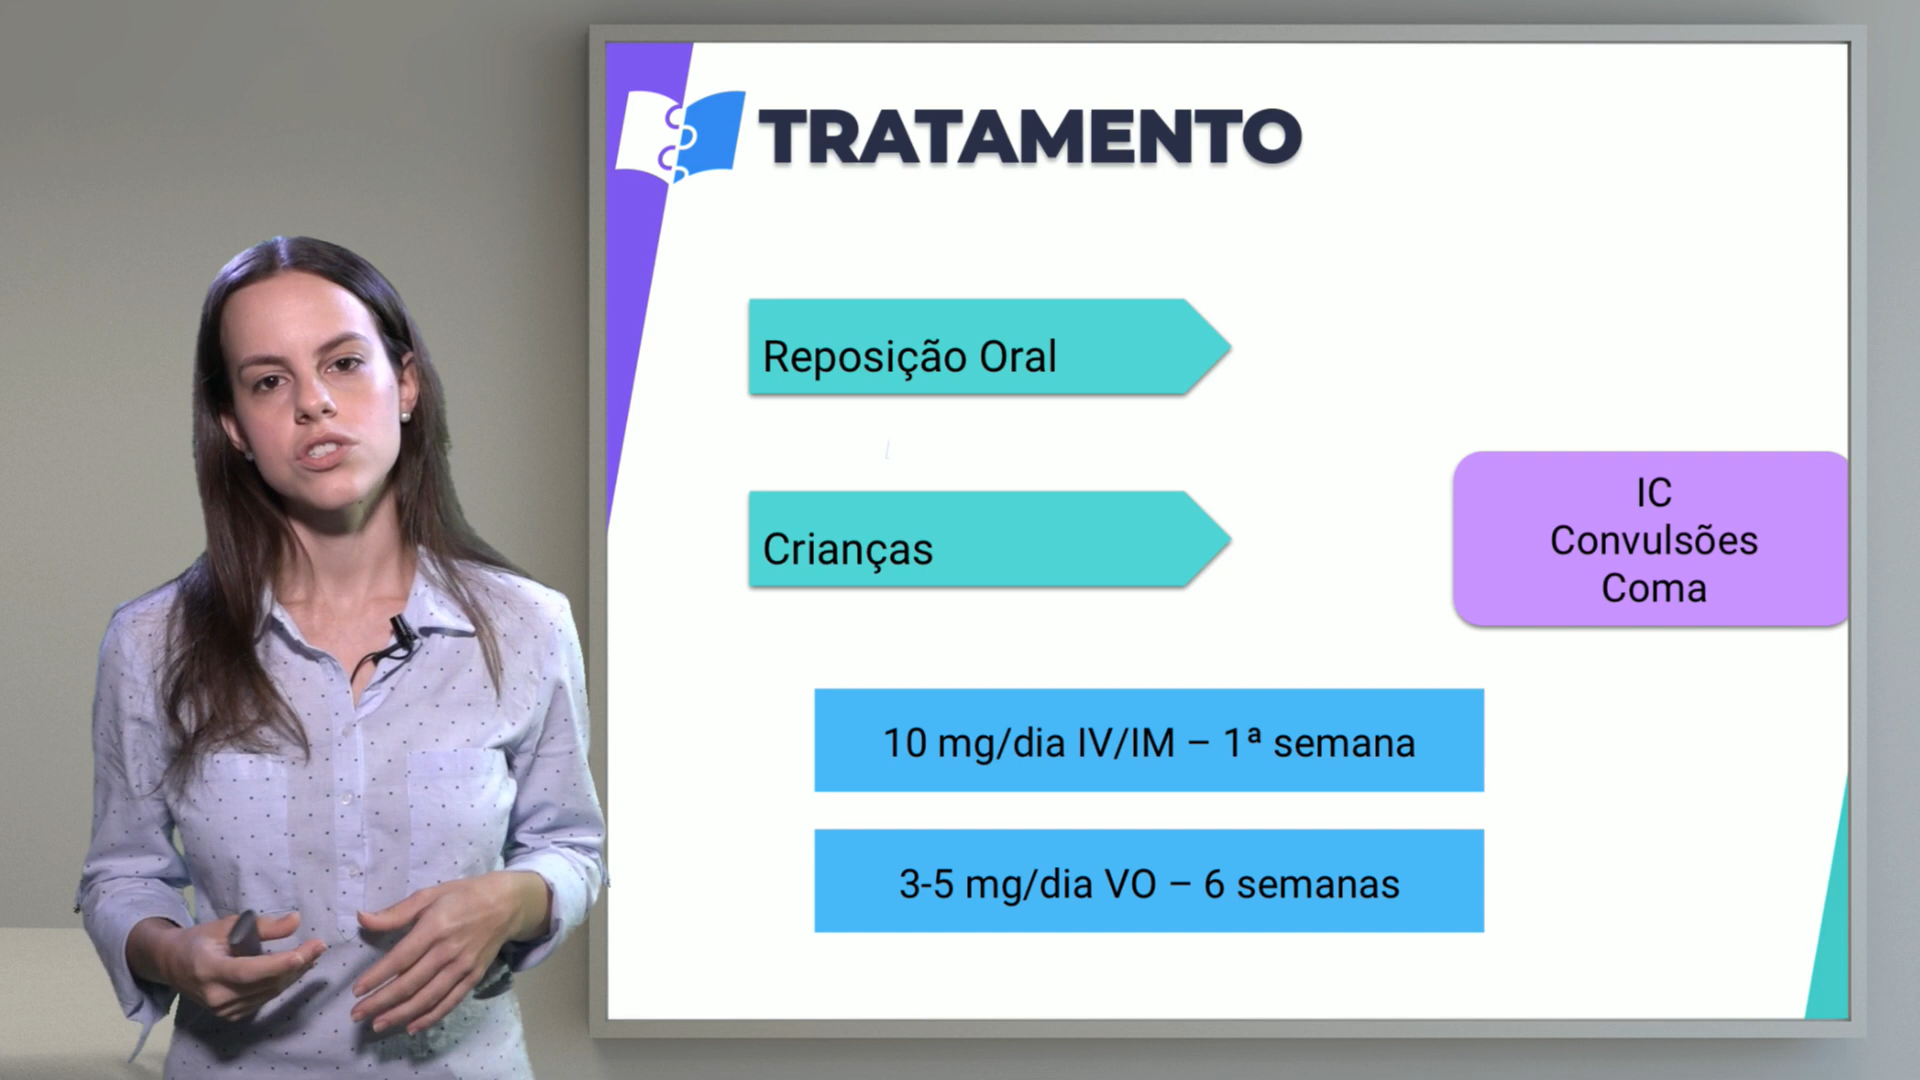 TRATAMENTO
Reposição Oral
Crianças
IC
Convulsões
Coma
10 mg/dia IV/IM – 1ª semana
3-5 mg/dia VO – 6 semanas